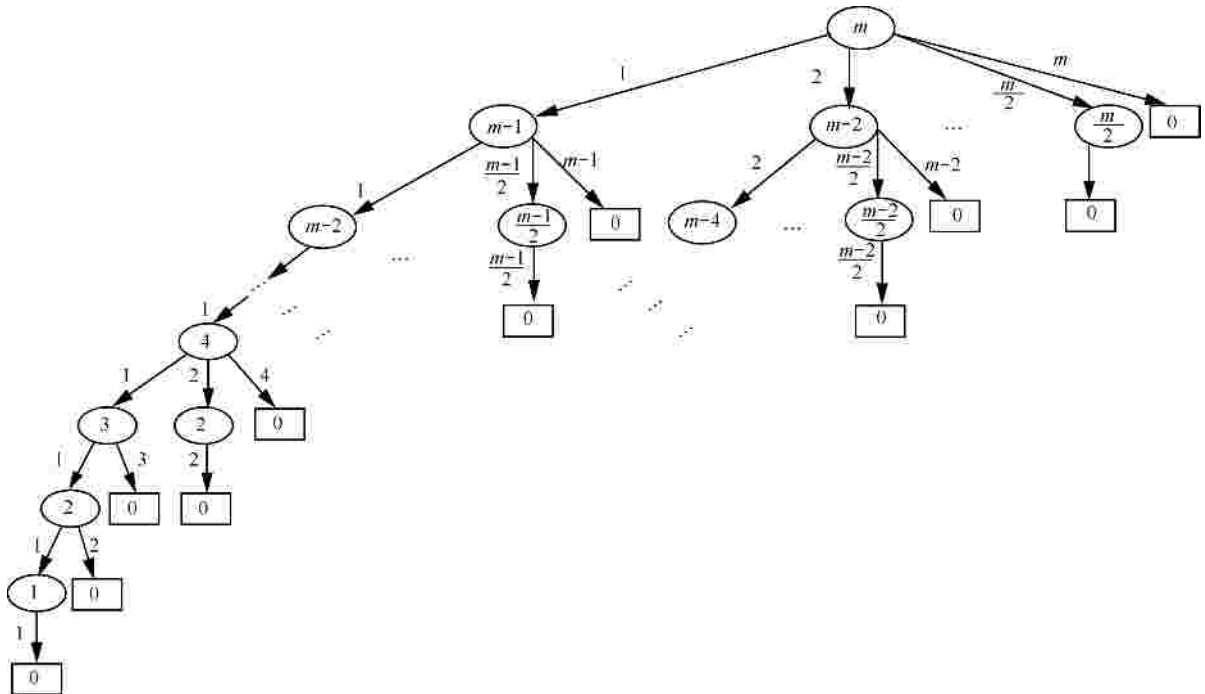 m
1 2 m/2 m
m−1 m−2 ... m/2 0
1 (m−1)/2 m−1 2 (m−2)/2 m−2
m−2 ... (m−1)/2 0 m−4 ... (m−2)/2 0 0
(m−1)/2 (m−2)/2
... ... ... ...
1 0 ... ... 0
4
1 2 4
3 2 0
1 3 2
2 0 0
1 2
1 0
1
0